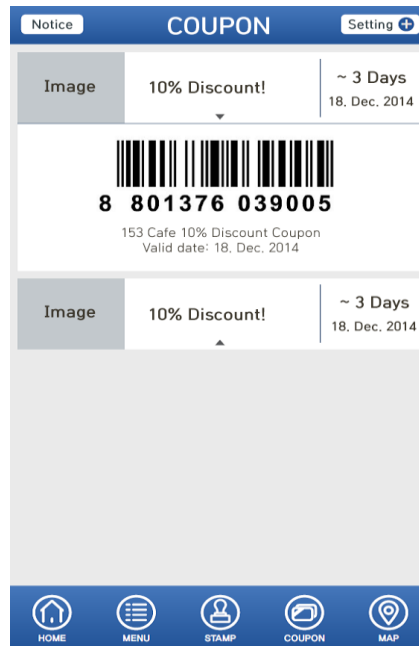 Notice COUPON Setting
Image 10% Discount! ~ 3 Days
18. Dec. 2014
8 801376 039005
153 Cafe 10% Discount Coupon
Valid date: 18. Dec. 2014
Image 10% Discount! ~ 3 Days
18. Dec. 2014
HOME MENU STAMP COUPON MAP